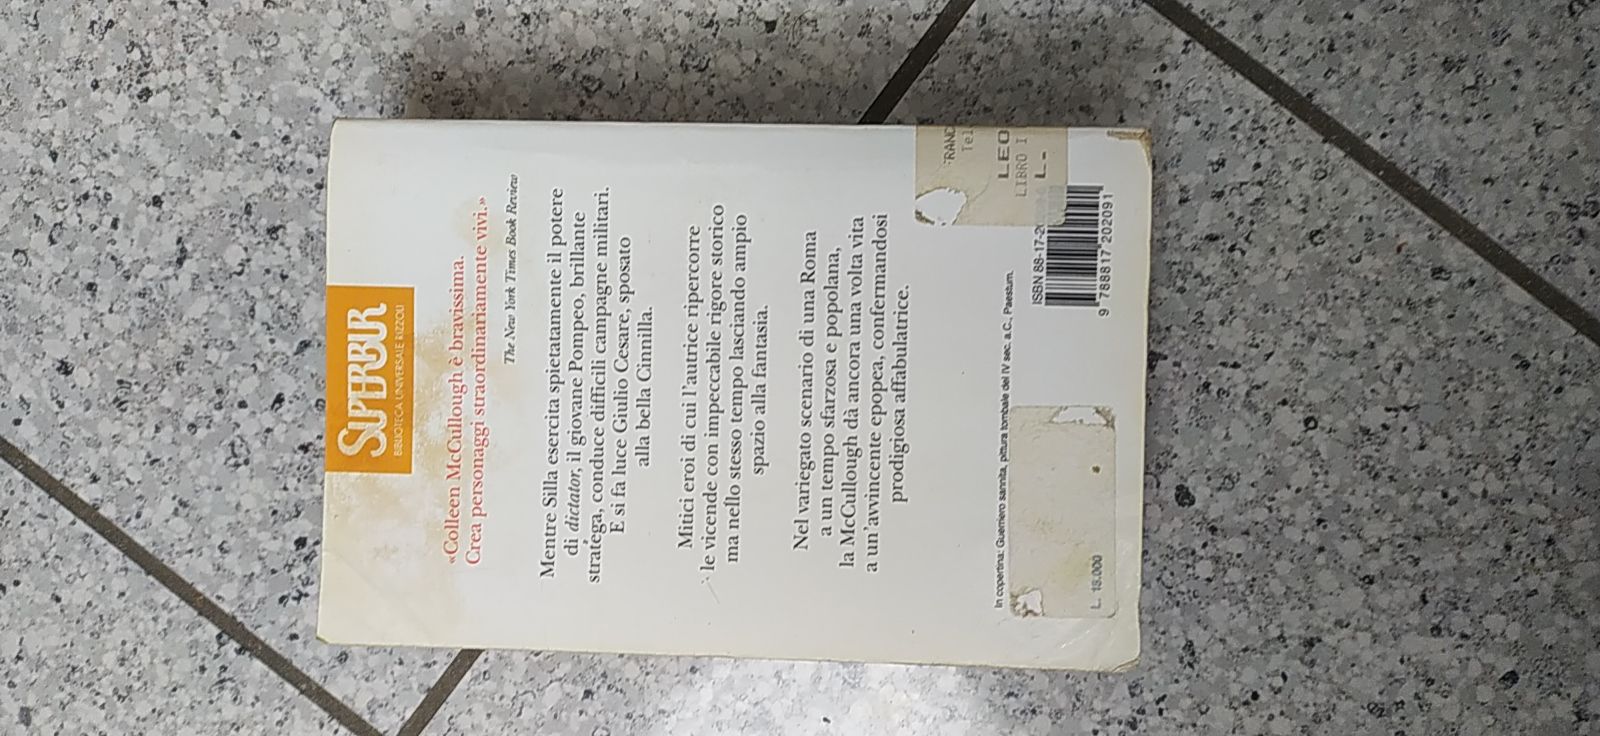 SUPERBUR
BIBLIOTECA UNIVERSALE RIZZOLI
«Colleen McCullough è bravissima.
Crea personaggi straordinariamente vivi.»
The New York Times Book Review
Mentre Silla esercita spietatamente il potere
di dictator, il giovane Pompeo, brillante
stratega, conduce difficili campagne militari.
E si fa luce Giulio Cesare, sposato
alla bella Cinnilla.
Mitici eroi di cui l'autrice ripercorre
le vicende con impeccabile rigore storico
ma nello stesso tempo lasciando ampio
spazio alla fantasia.
Nel variegato scenario di una Roma
a un tempo sfarzosa e popolana,
la McCullough dà ancora una volta vita
a un'avvincente epopea, confermandosi
prodigiosa affabulatrice.
In copertina: Guerriero sannita, pittura tombale del IV sec. a.C., Paestum.
L. 18.000
ISBN 88-17-2
9 788817 202091
Tel
LEO
LIBRO I
L.-